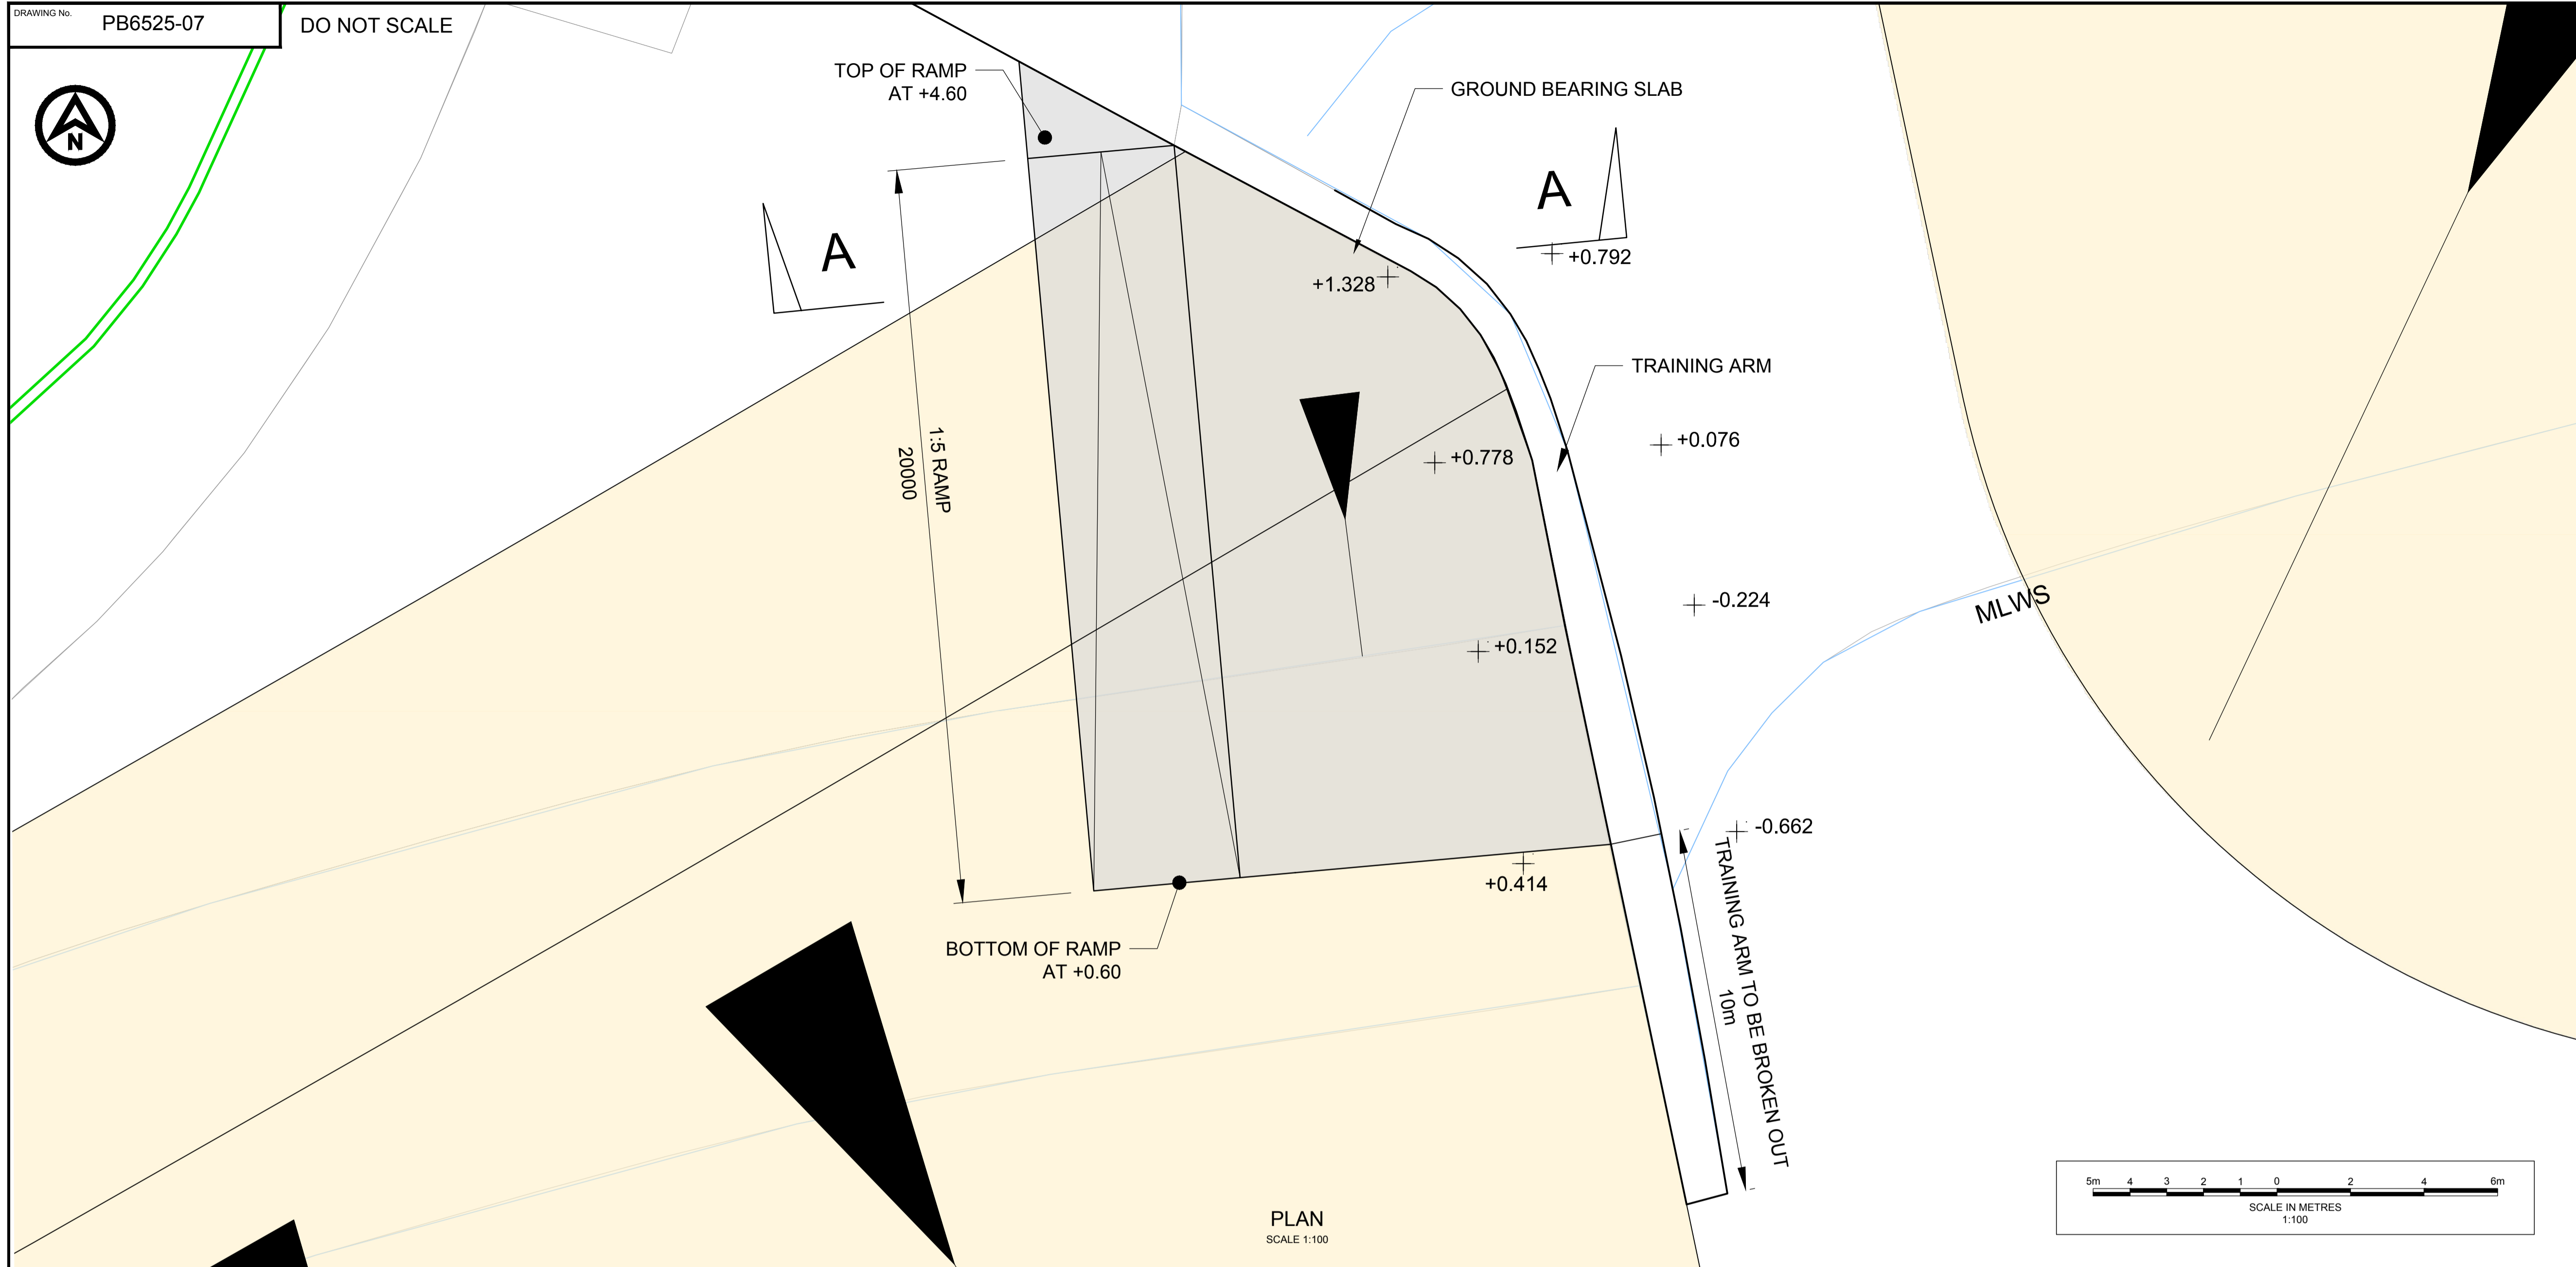 DRAWING No.
PB6525-07
DO NOT SCALE
N
TOP OF RAMP
AT +4.60
GROUND BEARING SLAB
A
A
+0.792
+1.328
TRAINING ARM
1:5 RAMP
20000
+0.076
+0.778
-0.224
MLWS
+0.152
-0.662
+0.414
TRAINING ARM TO BE BROKEN OUT
10m
BOTTOM OF RAMP
AT +0.60
PLAN
SCALE 1:100
5m 4 3 2 1 0 2 4 6m
SCALE IN METRES
1:100